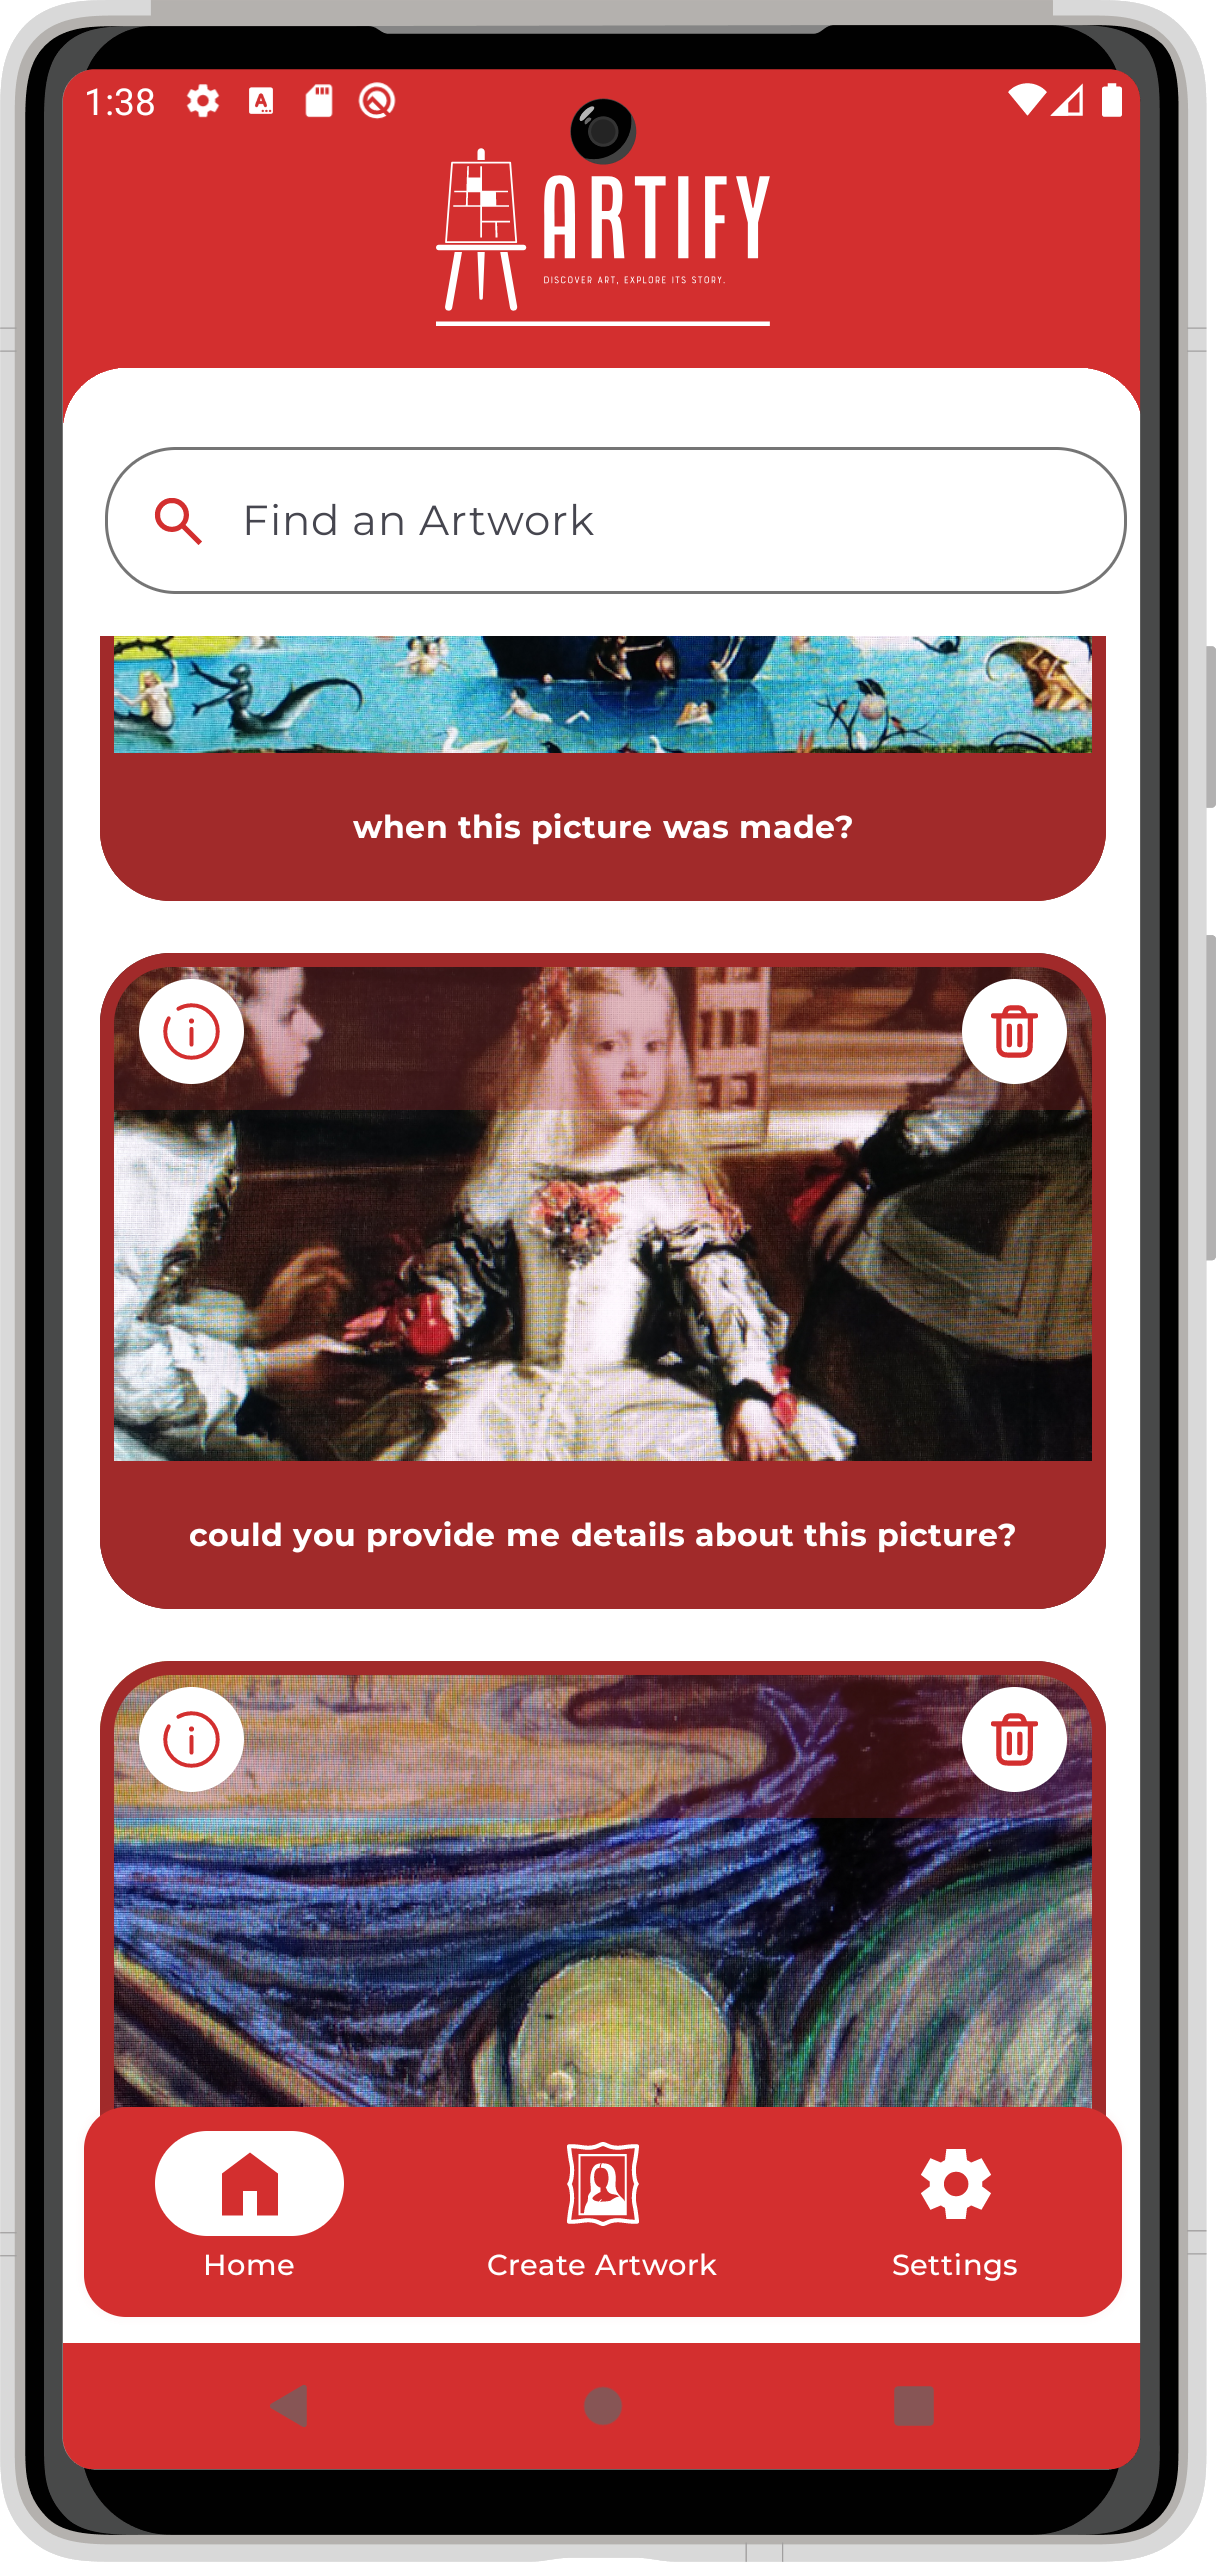 1:38
ARTIFY
DISCOVER ART, EXPLORE ITS STORY.
Find an Artwork
when this picture was made?
could you provide me details about this picture?
Home
Create Artwork
Settings